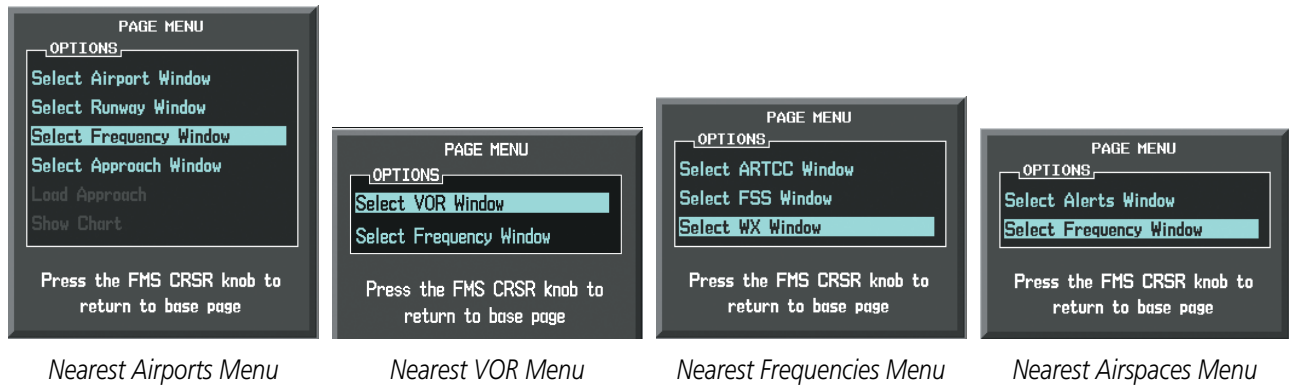 PAGE MENU
OPTIONS
Select Airport Window
Select Runway Window
Select Frequency Window
Select Approach Window
Load Approach
Show Chart
Press the FMS CRSR knob to
return to base page
Nearest Airports Menu
PAGE MENU
OPTIONS
Select VOR Window
Select Frequency Window
Press the FMS CRSR knob to
return to base page
Nearest VOR Menu
PAGE MENU
OPTIONS
Select ARTCC Window
Select FSS Window
Select WX Window
Press the FMS CRSR knob to
return to base page
Nearest Frequencies Menu
PAGE MENU
OPTIONS
Select Alerts Window
Select Frequency Window
Press the FMS CRSR knob to
return to base page
Nearest Airspaces Menu